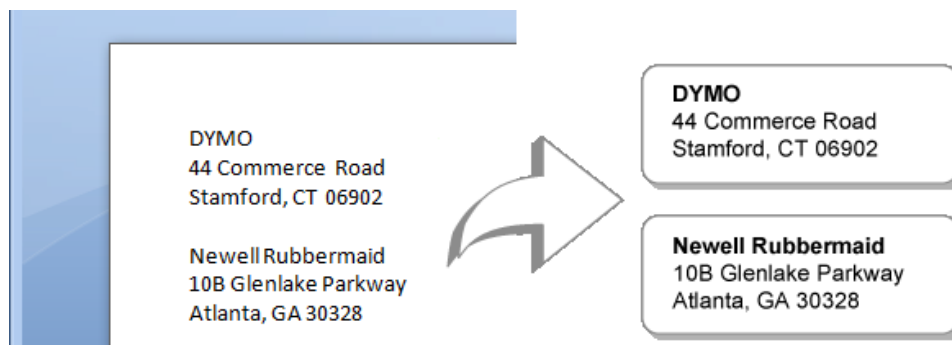 DYMO
44 Commerce Road
Stamford, CT 06902
Newell Rubbermaid
10B Glenlake Parkway
Atlanta, GA 30328
DYMO
44 Commerce Road
Stamford, CT 06902
Newell Rubbermaid
10B Glenlake Parkway
Atlanta, GA 30328